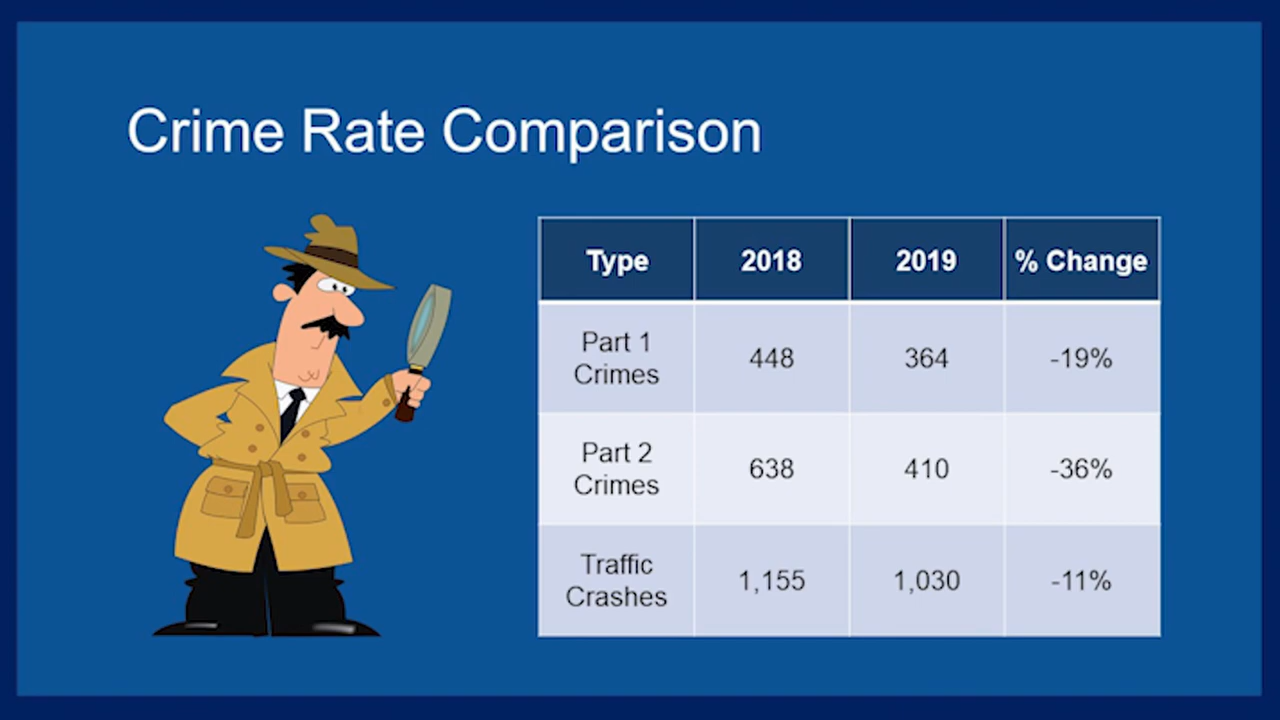 Crime Rate Comparison
Type 2018 2019 % Change
Part 1
Crimes 448 364 -19%
Part 2
Crimes 638 410 -36%
Traffic
Crashes 1,155 1,030 -11%